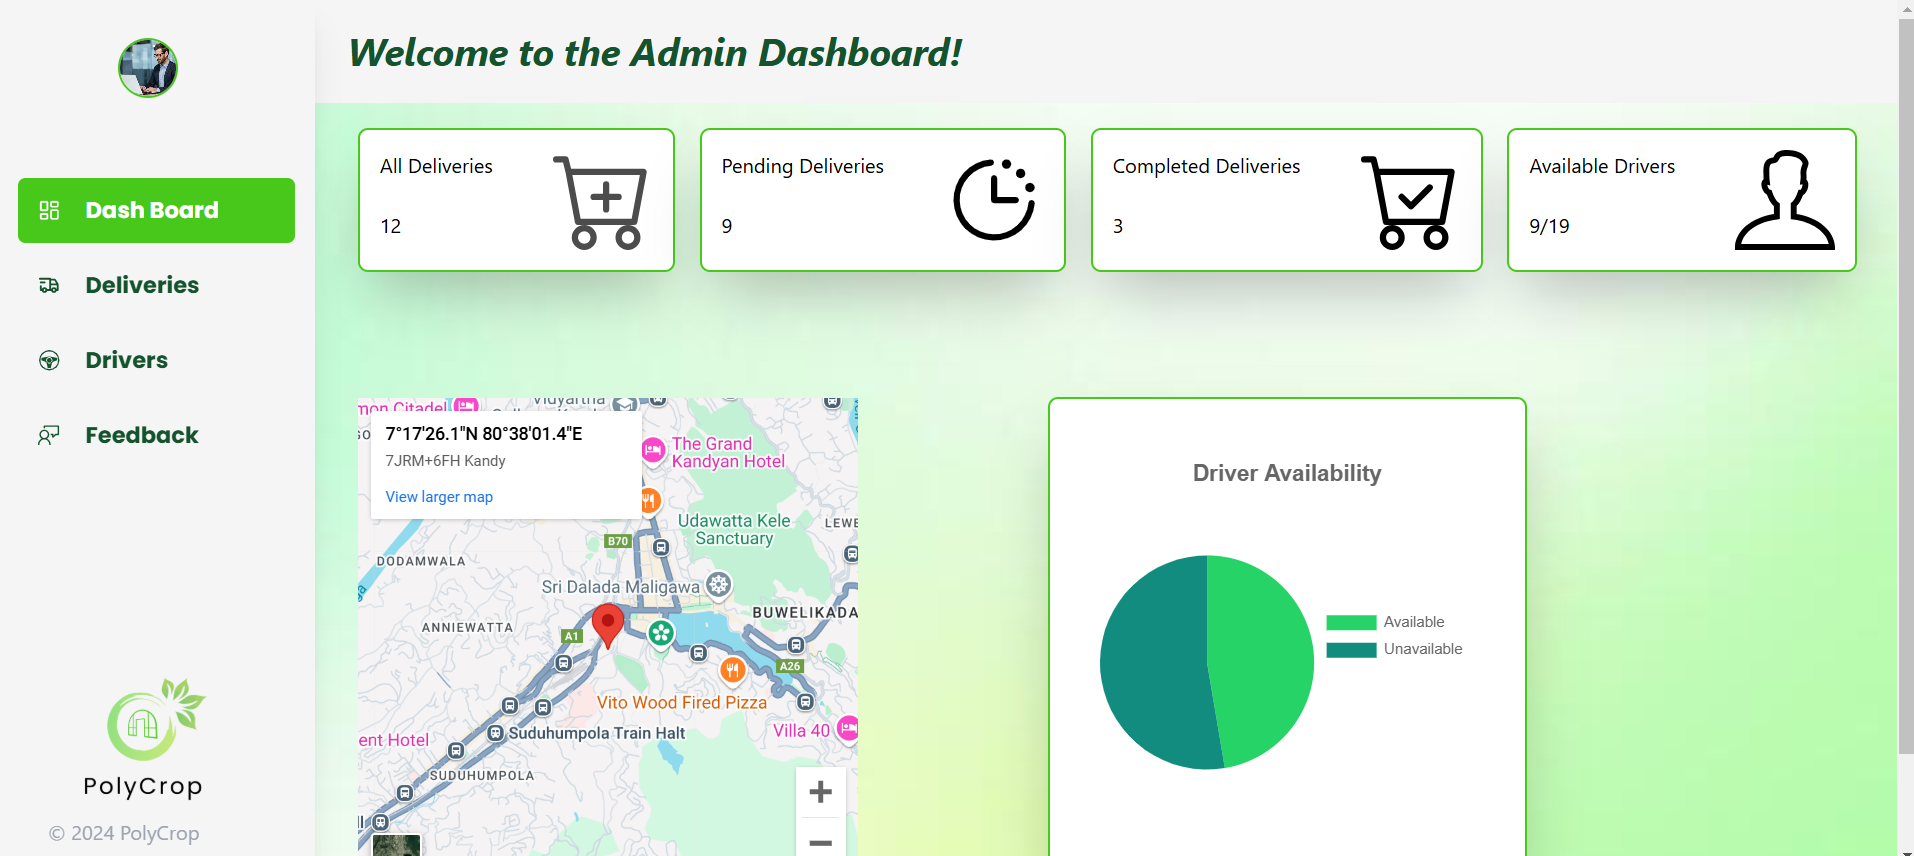 Welcome to the Admin Dashboard!
Dash Board
Deliveries
Drivers
Feedback
PolyCrop
© 2024 PolyCrop
All Deliveries
12
Pending Deliveries
9
Completed Deliveries
3
Available Drivers
9/19
mon Citadel
Vidyartha
7°17'26.1"N 80°38'01.4"E
7JRM+6FH Kandy
View larger map
The Grand
Kandyan Hotel
Udawatta Kele
Sanctuary
LEWE
B70
DODAMWALA
Sri Dalada Maligawa
BUWELIKADA
ANNIEWATTA
A1
A26
Vito Wood Fired Pizza
Villa 40
Suduhumpola Train Halt
ent Hotel
SUDUHUMPOLA
Driver Availability
Available
Unavailable